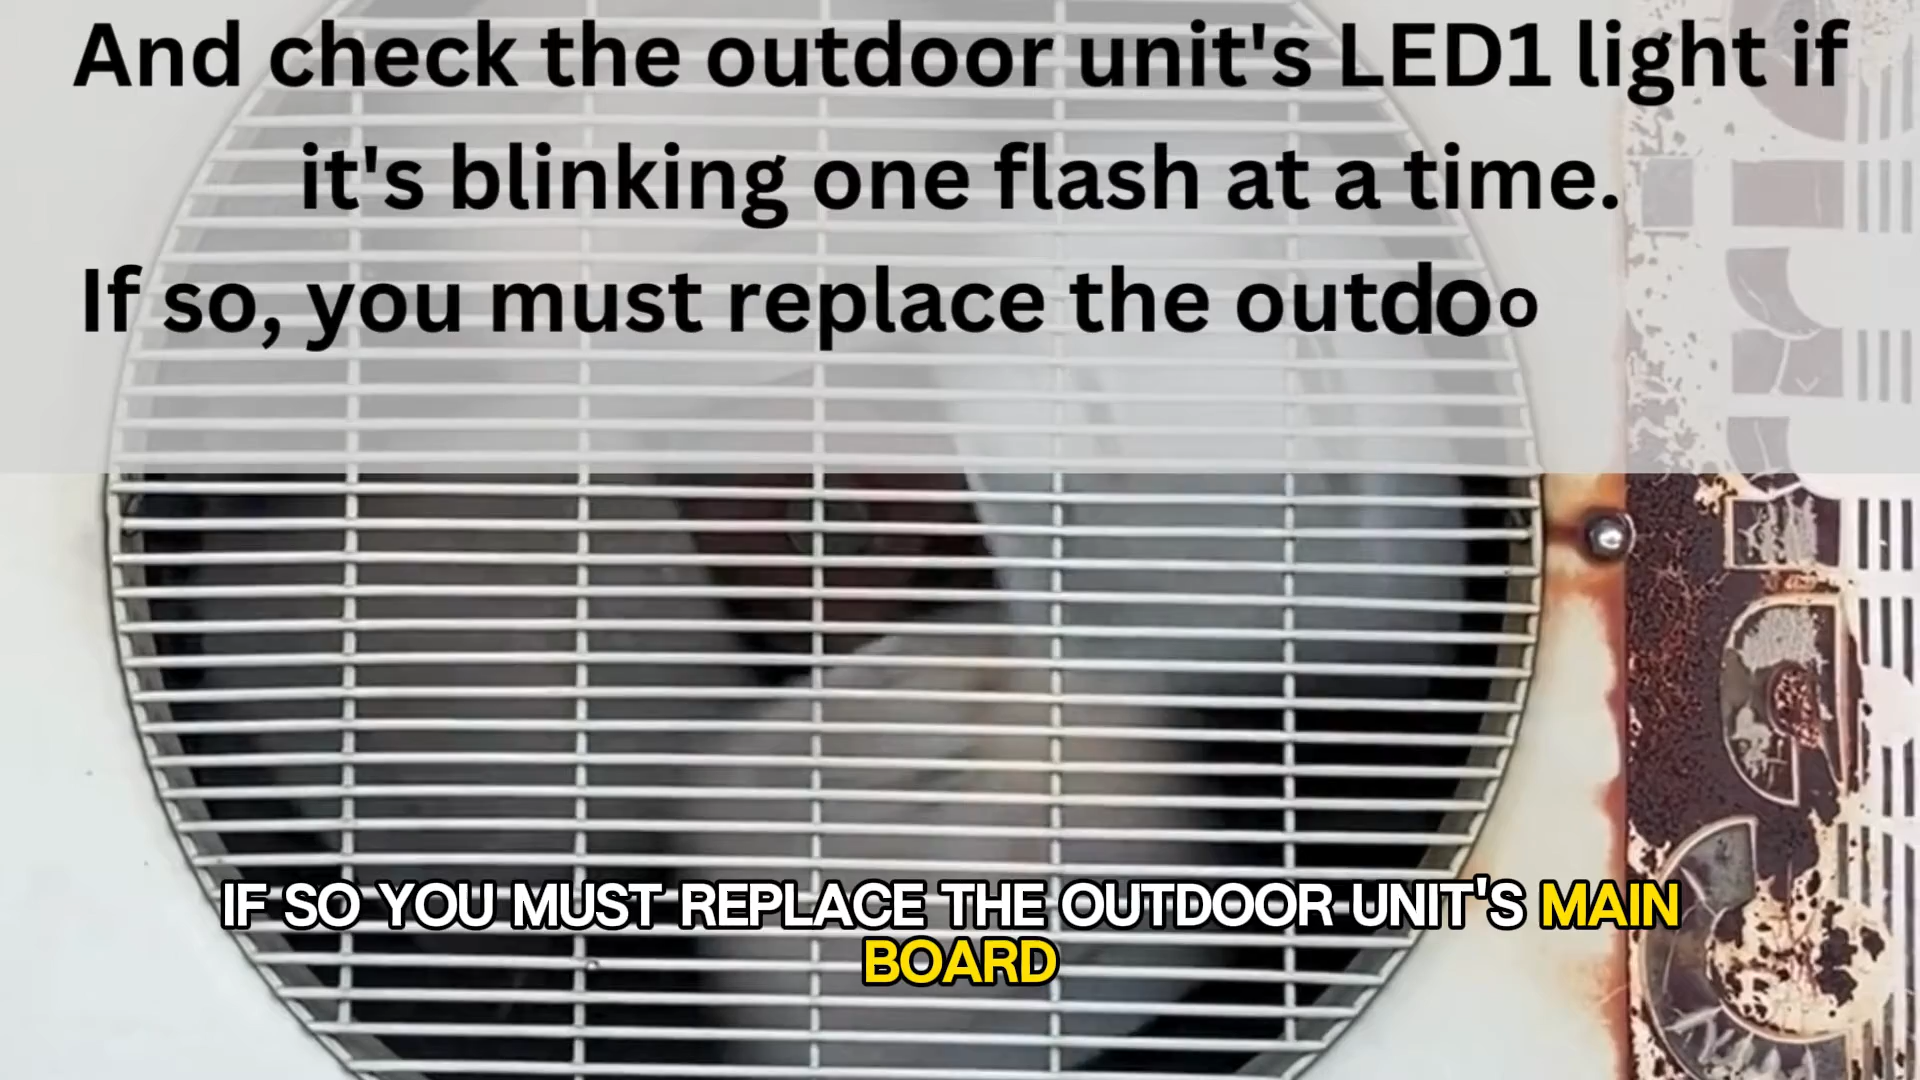 And check the outdoor unit's LED1 light if
it's blinking one flash at a time.
If so, you must replace the outdoo
IF SO YOU MUST REPLACE THE OUTDOOR UNIT'S MAIN
BOARD